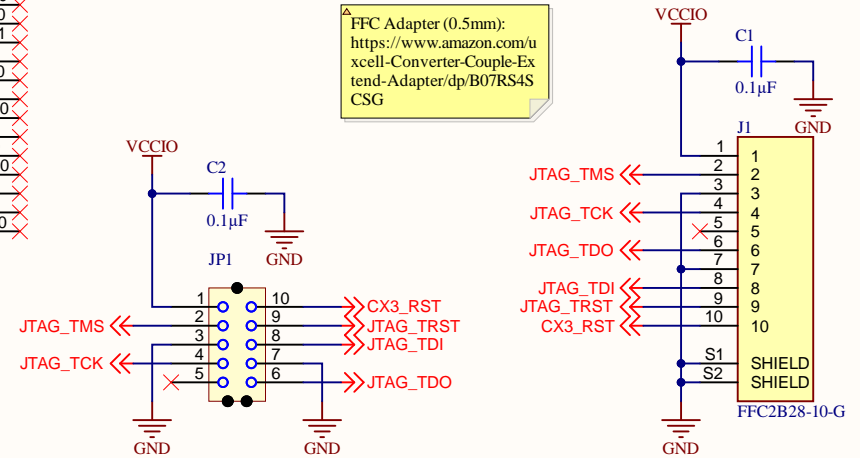 FFC Adapter (0.5mm):
https://www.amazon.com/u
xcell-Converter-Couple-Ex
tend-Adapter/dp/B07RS4S
CSG
VCCIO
C1
0.1µF
GND
J1
1 1
JTAG_TMS 2 2
3 3
JTAG_TCK 4 4
5 5
JTAG_TDO 6 6
7 7
JTAG_TDI 8 8
JTAG_TRST 9 9
CX3_RST 10 10
S1 SHIELD
S2 SHIELD
FFC2B28-10-G
GND
VCCIO
C2
0.1µF
GND
JP1
1 10 CX3_RST
JTAG_TMS 2 9 JTAG_TRST
3 8 JTAG_TDI
JTAG_TCK 4 7
5 6 JTAG_TDO
GND
GND